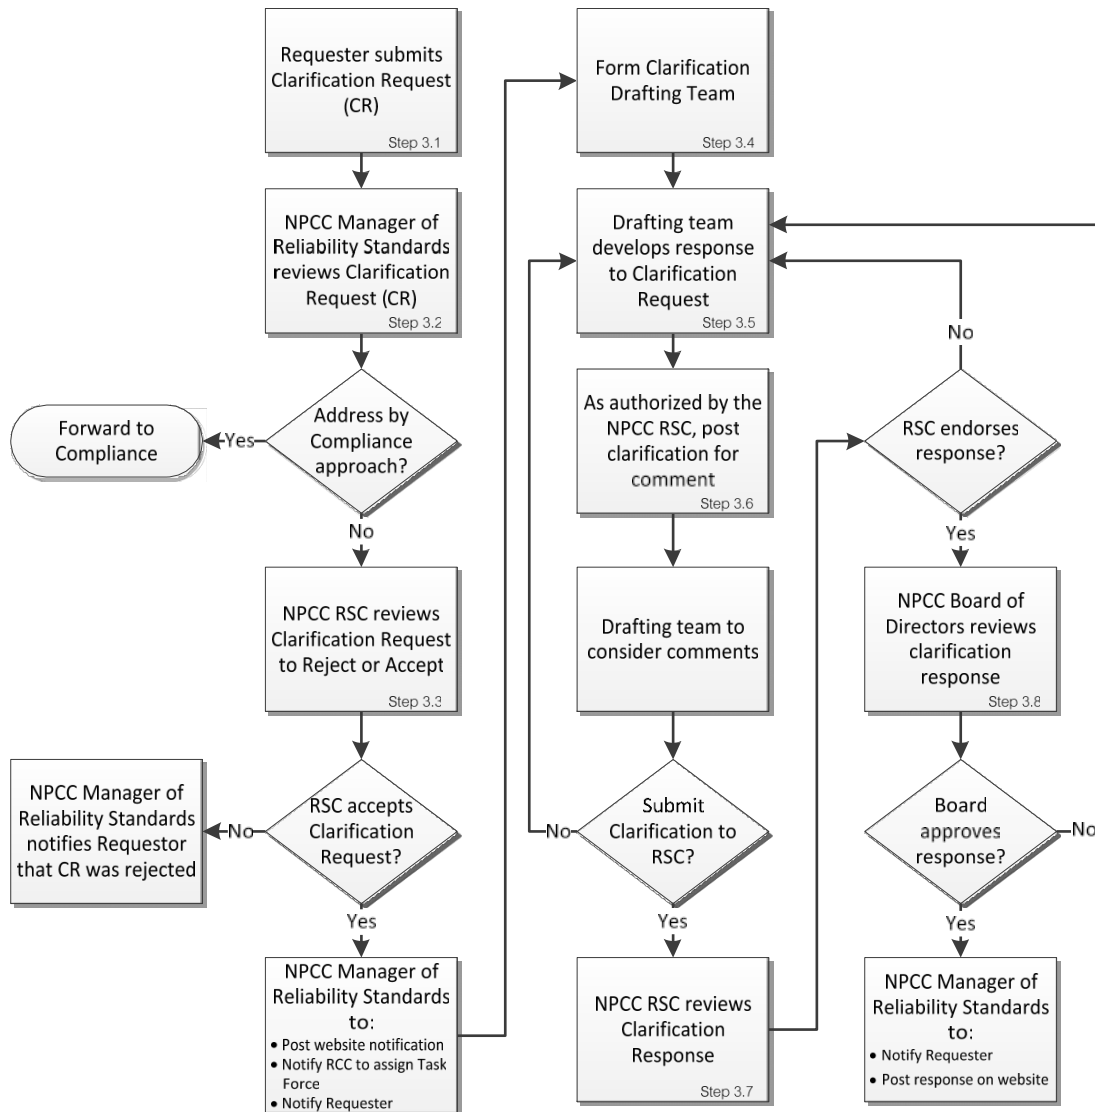 Requester submits
Clarification Request
(CR)
Step 3.1
NPCC Manager of
Reliability Standards
reviews Clarification
Request (CR)
Step 3.2
Address by
Compliance
approach?
Yes
Forward to
Compliance
No
NPCC RSC reviews
Clarification Request
to Reject or Accept
Step 3.3
RSC accepts
Clarification
Request?
No
NPCC Manager of
Reliability Standards
notifies Requestor
that CR was rejected
Yes
NPCC Manager of
Reliability Standards
to:
• Post website notification
• Notify RCC to assign Task
Force
• Notify Requester
Form Clarification
Drafting Team
Step 3.4
Drafting team
develops response
to Clarification
Request
Step 3.5
As authorized by the
NPCC RSC, post
clarification for
comment
Step 3.6
Drafting team to
consider comments
Submit
Clarification to
RSC?
No
Yes
NPCC RSC reviews
Clarification
Response
Step 3.7
No
RSC endorses
response?
Yes
NPCC Board of
Directors reviews
clarification
response
Step 3.8
Board
approves
response?
No
Yes
NPCC Manager of
Reliability Standards
to:
• Notify Requester
• Post response on website